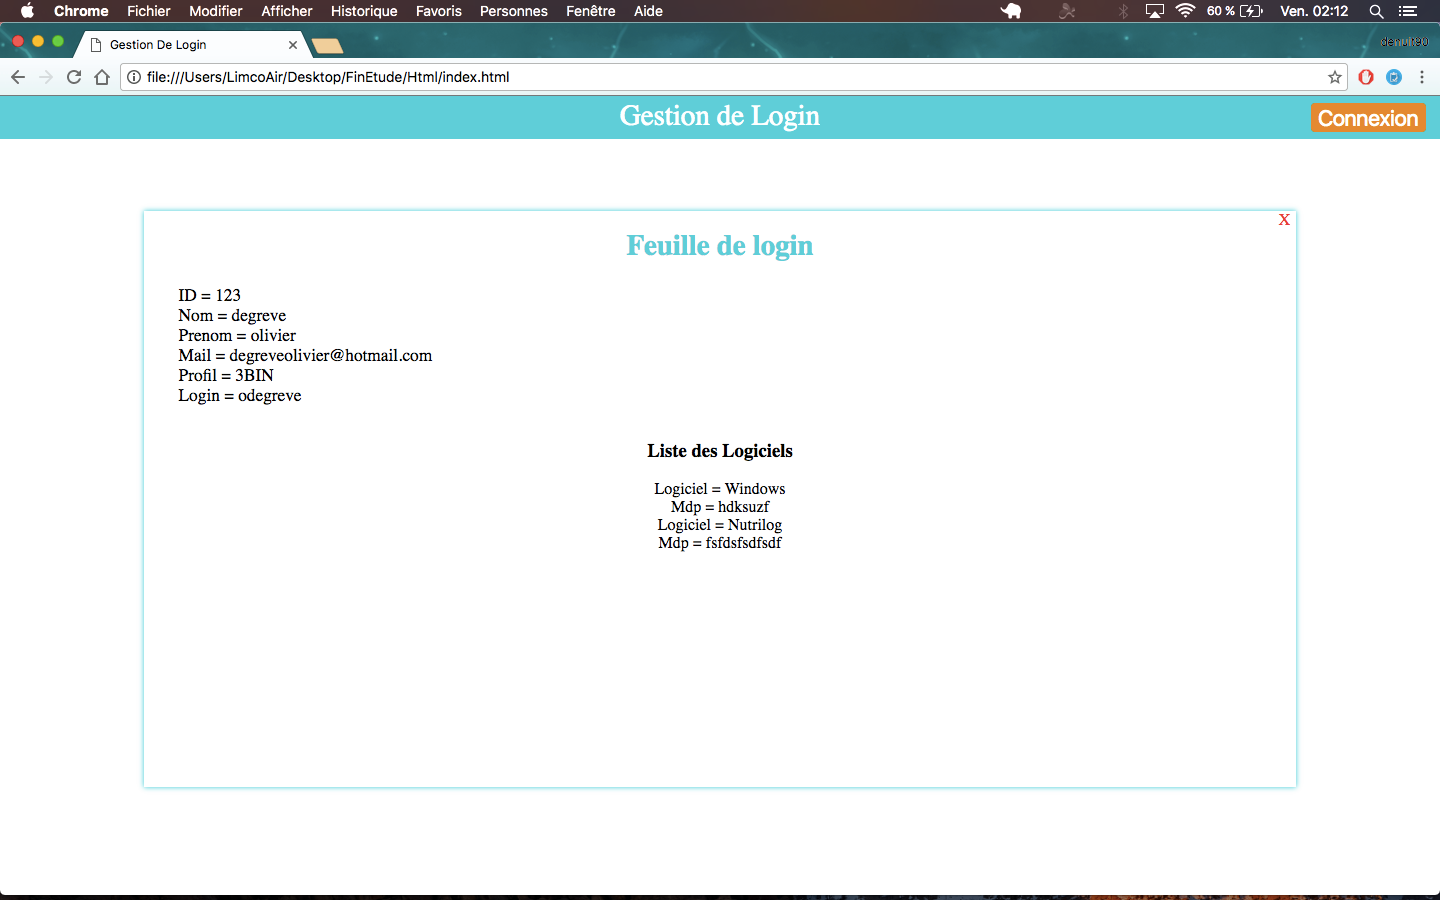 Chrome Fichier Modifier Afficher Historique Favoris Personnes Fenêtre Aide 60 % Ven. 02:12
Gestion De Login
file:///Users/LimcoAir/Desktop/FinEtude/Html/index.html
Gestion de Login Connexion
X
Feuille de login
ID = 123
Nom = degreve
Prenom = olivier
Mail = degreveolivier@hotmail.com
Profil = 3BIN
Login = odegreve
Liste des Logiciels
Logiciel = Windows
Mdp = hdksuzf
Logiciel = Nutrilog
Mdp = fsfdsfsdfsdf